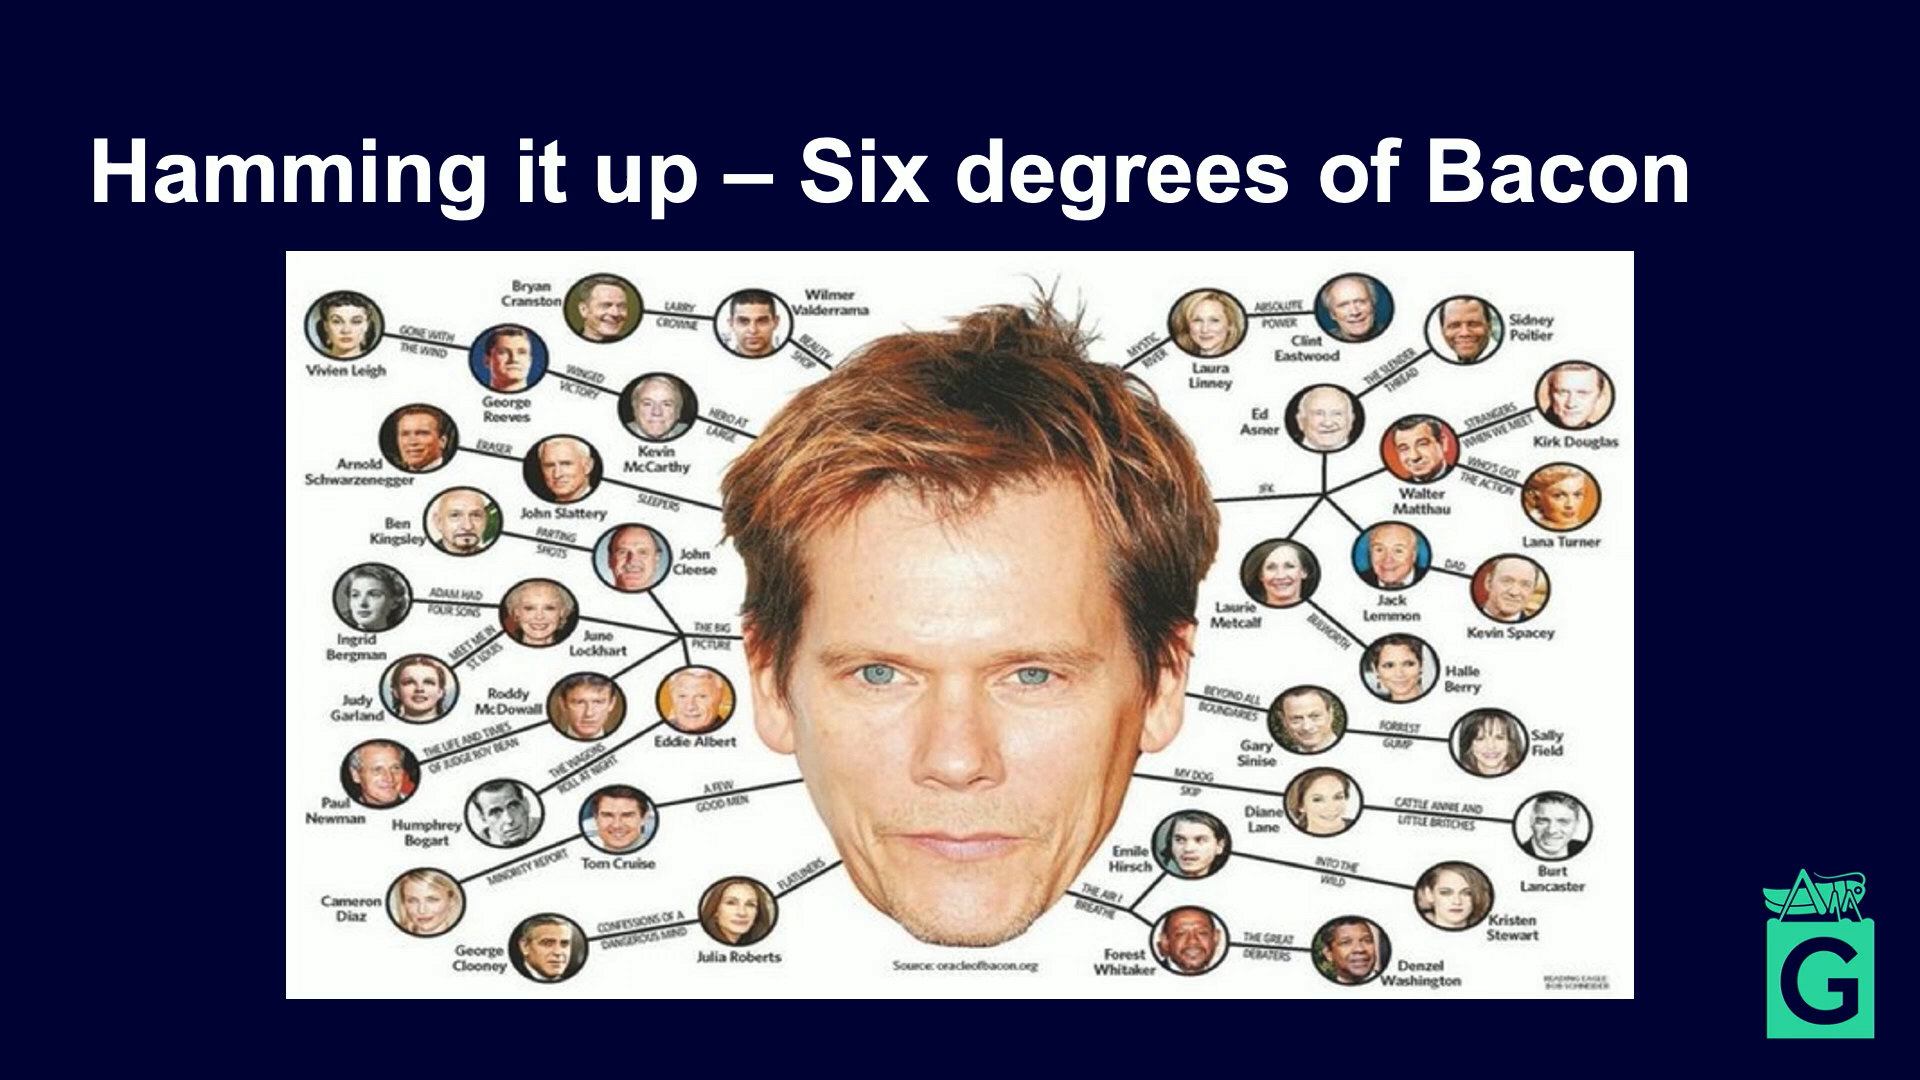 Hamming it up – Six degrees of Bacon
Bryan
Cranston
LARRY
CROWNE
Wilmer
Valderrama
BEAUTY
SHOP
Vivien Leigh
GONE WITH
THE WIND
George
Reeves
WINGED
VICTORY
Kevin
McCarthy
HERO AT
LARGE
Arnold
Schwarzenegger
ERASER
John Slattery
SLEEPERS
Ben
Kingsley
PARTING
SHOTS
John
Cleese
Ingrid
Bergman
ADAM HAD
FOUR SONS
June
Lockhart
THE BIG
PICTURE
Judy
Garland
MEET ME IN
ST. LOUIS
Roddy
McDowall
Eddie Albert
Paul
Newman
THE LIFE AND TIMES
OF JUDGE ROY BEAN
Humphrey
Bogart
THE WAGONS
ROLL AT NIGHT
Tom Cruise
A FEW
GOOD MEN
Cameron
Diaz
MINORITY REPORT
George
Clooney
CONFESSIONS OF A
DANGEROUS MIND
Julia Roberts
FLATLINERS
MYSTIC
RIVER
Laura
Linney
ABSOLUTE
POWER
Clint
Eastwood
Sidney
Poitier
THE SLENDER
THREAD
Ed
Asner
STRANGERS
WHEN WE MEET
Kirk Douglas
WHO'S GOT
THE ACTION
Walter
Matthau
Lana Turner
JFK
Laurie
Metcalf
Jack
Lemmon
DAD
Kevin Spacey
BULWORTH
Halle
Berry
BEYOND ALL
BOUNDARIES
Gary
Sinise
FORREST
GUMP
Sally
Field
MY DOG
SKIP
Diane
Lane
CATTLE ANNIE AND
LITTLE BRITCHES
Burt
Lancaster
Emile
Hirsch
INTO THE
WILD
Kristen
Stewart
THE AIR I
BREATHE
Forest
Whitaker
THE GREAT
DEBATERS
Denzel
Washington
Source: oracleofbacon.org
READING EAGLE:
BOB SCHNEIDER
G